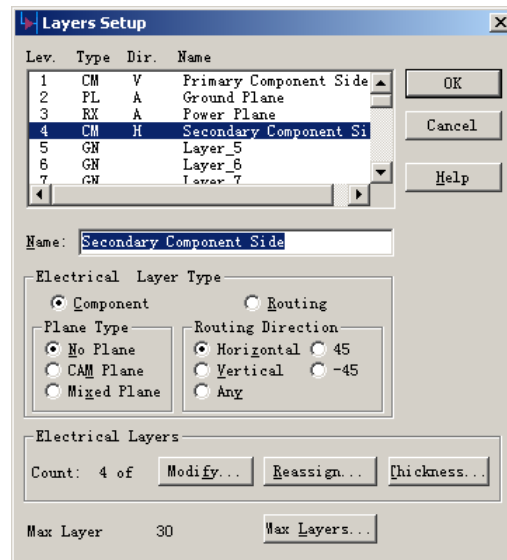 Layers Setup
Lev. Type Dir. Name
1 CM V Primary Component Side
2 PL A Ground Plane
3 RX A Power Plane
4 CM H Secondary Component Si
5 GN Layer_5
6 GN Layer_6
7 GN Layer_7
OK
Cancel
Help
Name: Secondary Component Side
Electrical Layer Type
Component Routing
Plane Type
No Plane
CAM Plane
Mixed Plane
Routing Direction
Horizontal 45
Vertical -45
Any
Electrical Layers
Count: 4 of Modify... Reassign... Thickness...
Max Layer 30 Max Layers...